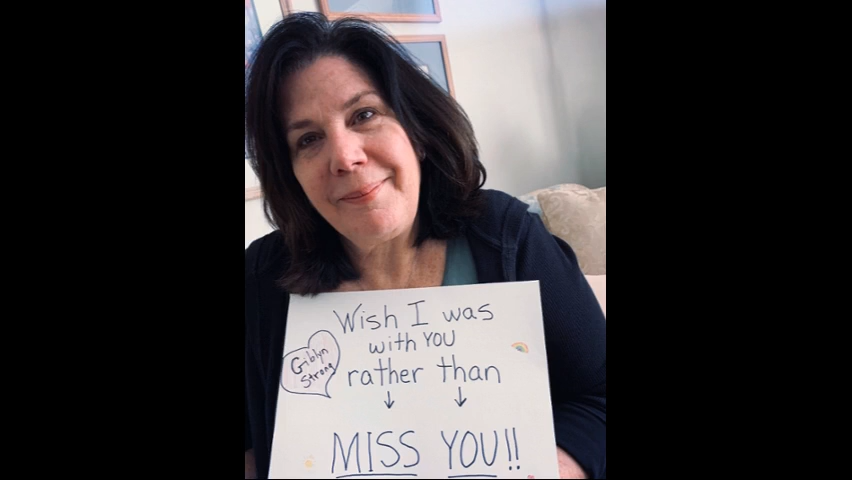 Wish I was
with YOU
Giblyn
Strong
rather than
MISS YOU!!